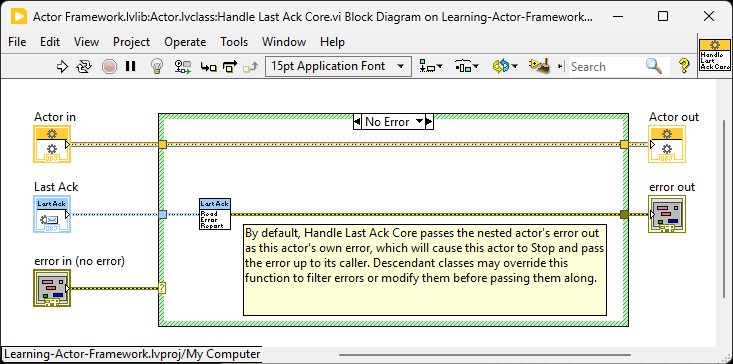 Actor Framework.lvlib:Actor.lvclass:Handle Last Ack Core.vi Block Diagram on Learning-Actor-Framework...
File Edit View Project Operate Tools Window Help
15pt Application Font
Search
Handle
Last
Ack Core
No Error
Actor in
OBJ
Actor out
OBJ
Last Ack
Last Ack
OBJ
Last Ack
Read
Error
Report
error out
By default, Handle Last Ack Core passes the nested actor's error out
as this actor's own error, which will cause this actor to Stop and pass
the error up to its caller. Descendant classes may override this
function to filter errors or modify them before passing them along.
error in (no error)
?
Learning-Actor-Framework.lvproj/My Computer